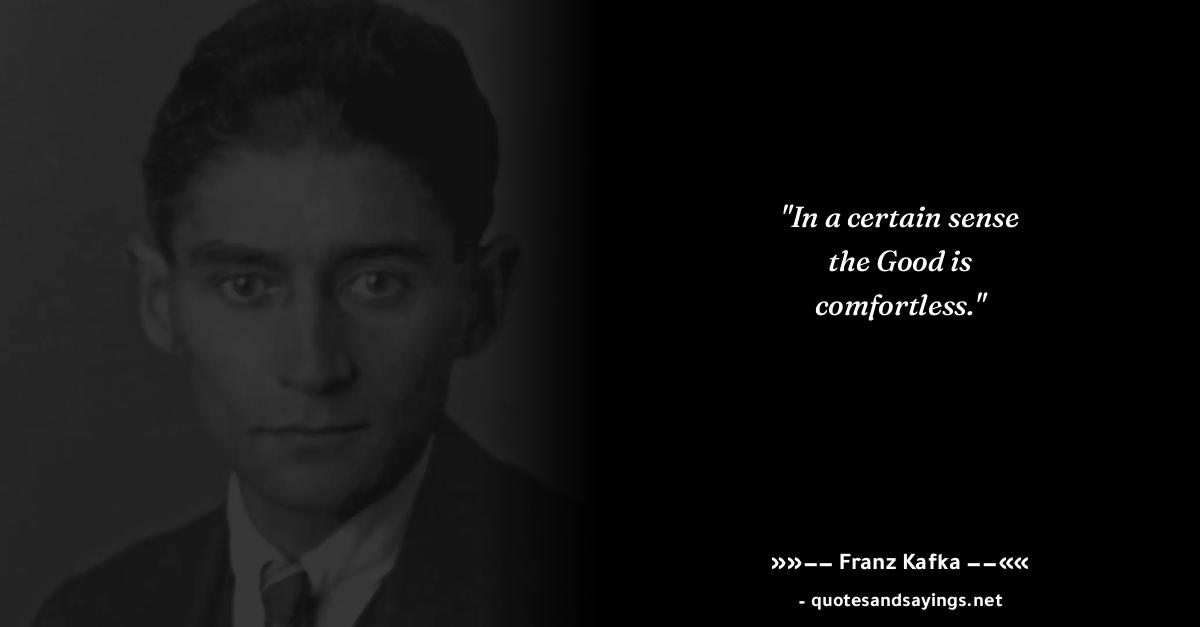 "In a certain sense
the Good is
comfortless."
»»–– Franz Kafka ––««
- quotesandsayings.net